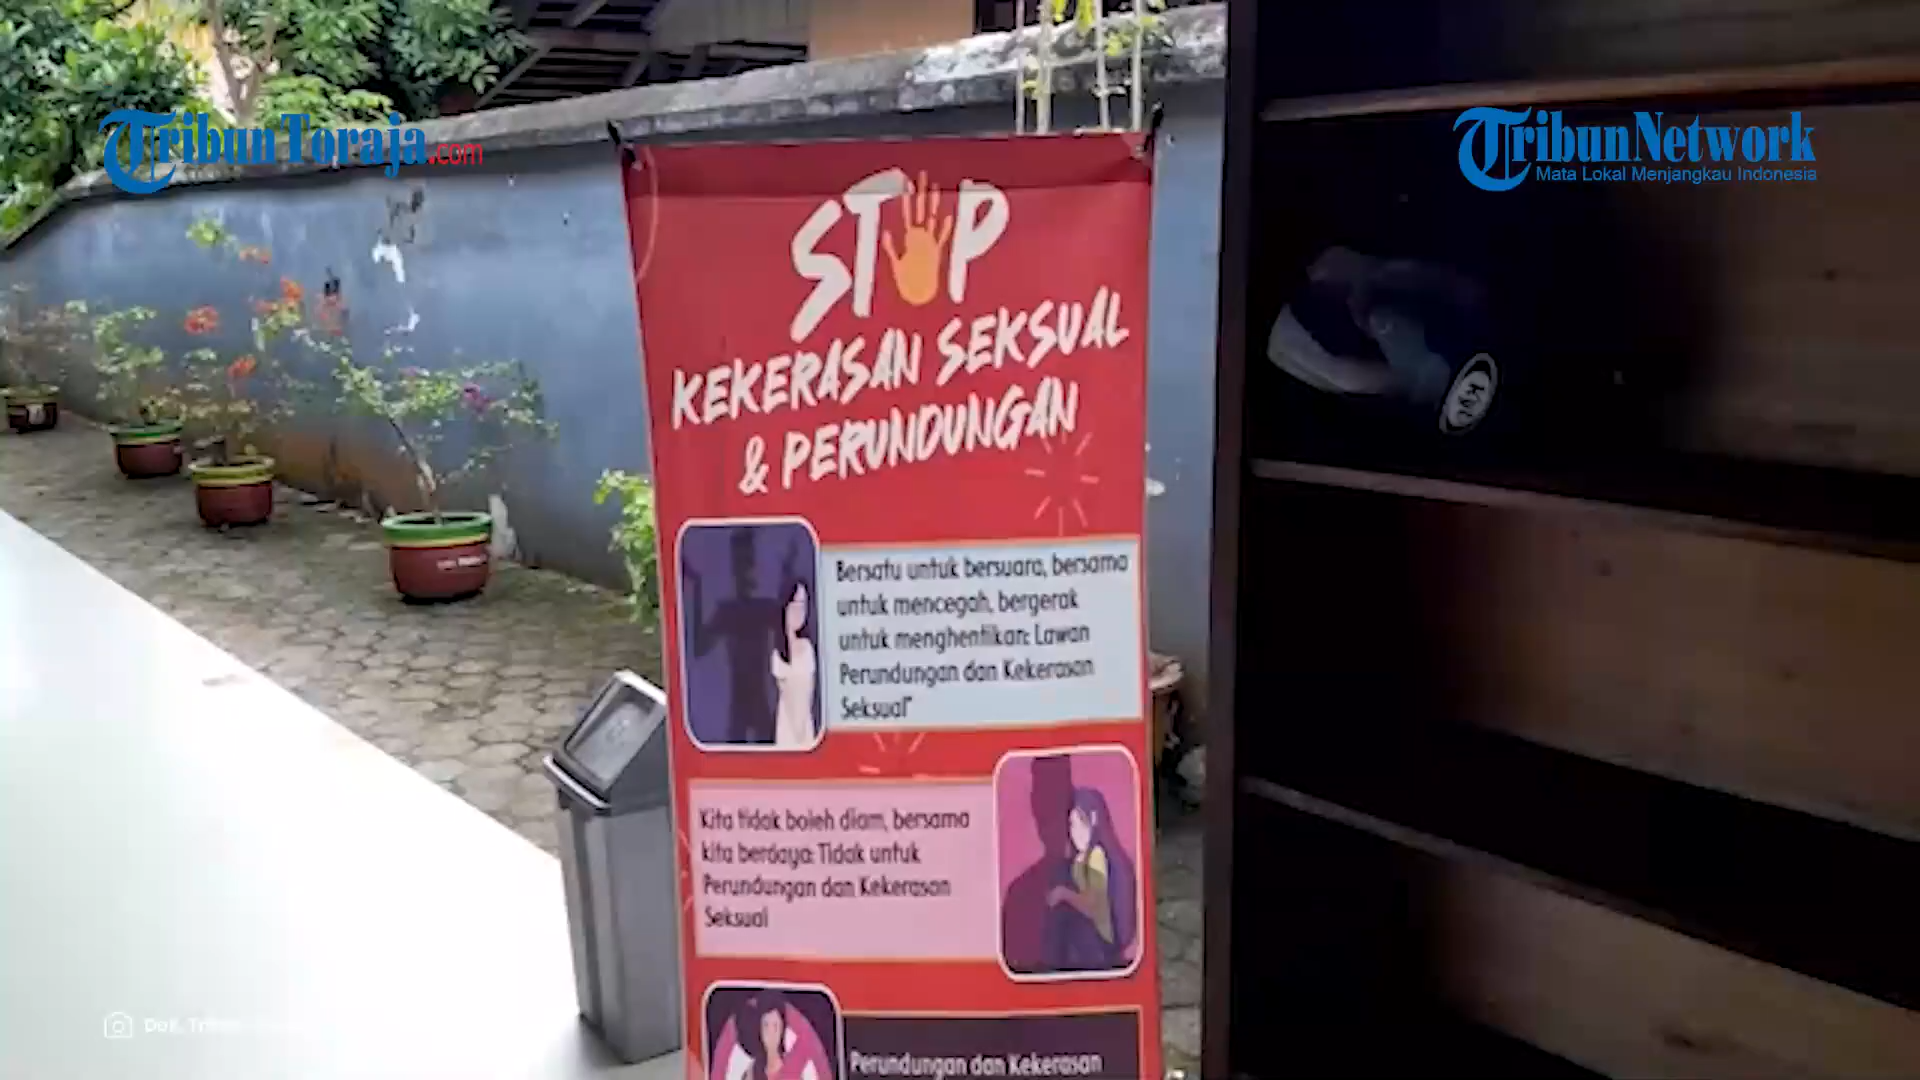 TribunToraja.com
TribunNetwork
Mata Lokal Menjangkau Indonesia
STOP
KEKERASAN SEKSUAL
& PERUNDUNGAN
Bersatu untuk bersuara, bersama
untuk mencegah, bergerak
untuk menghentikan: Lawan
Perundungan dan Kekerasan
Seksual"
Kita tidak boleh diam, bersama
kita berdaya: Tidak untuk
Perundungan dan Kekerasan
Seksual
Perundungan dan Kekerasan
Dok.